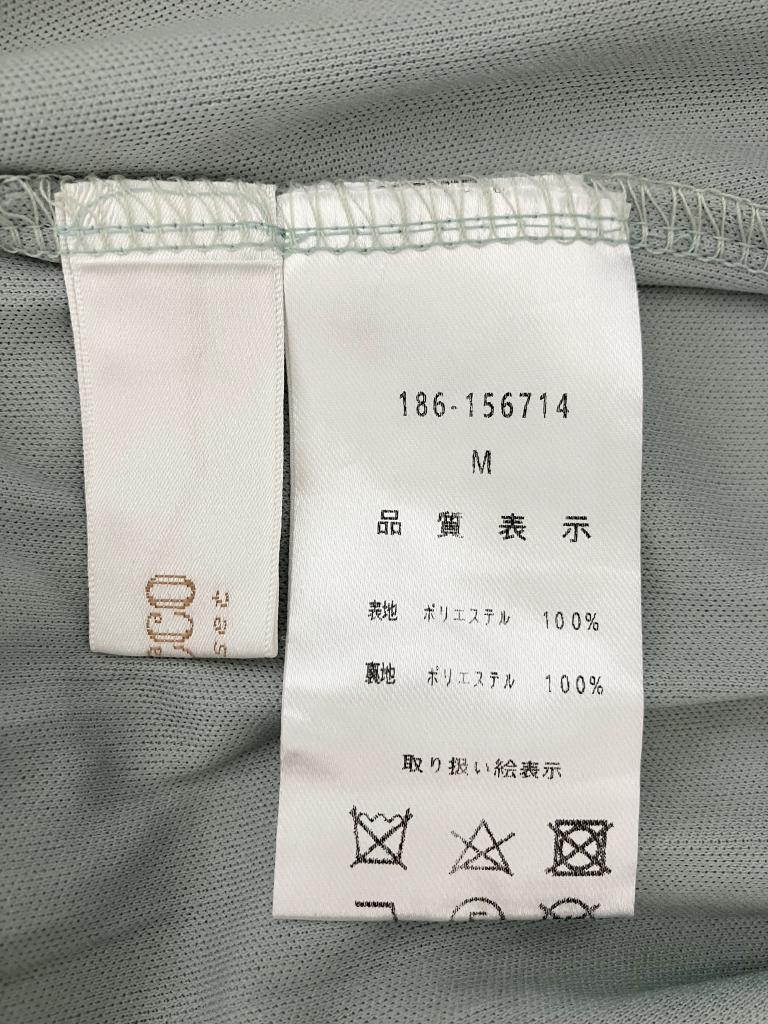 186-156714
M
品質表示
表地 ポリエステル 100%
裏地 ポリエステル 100%
取り扱い絵表示